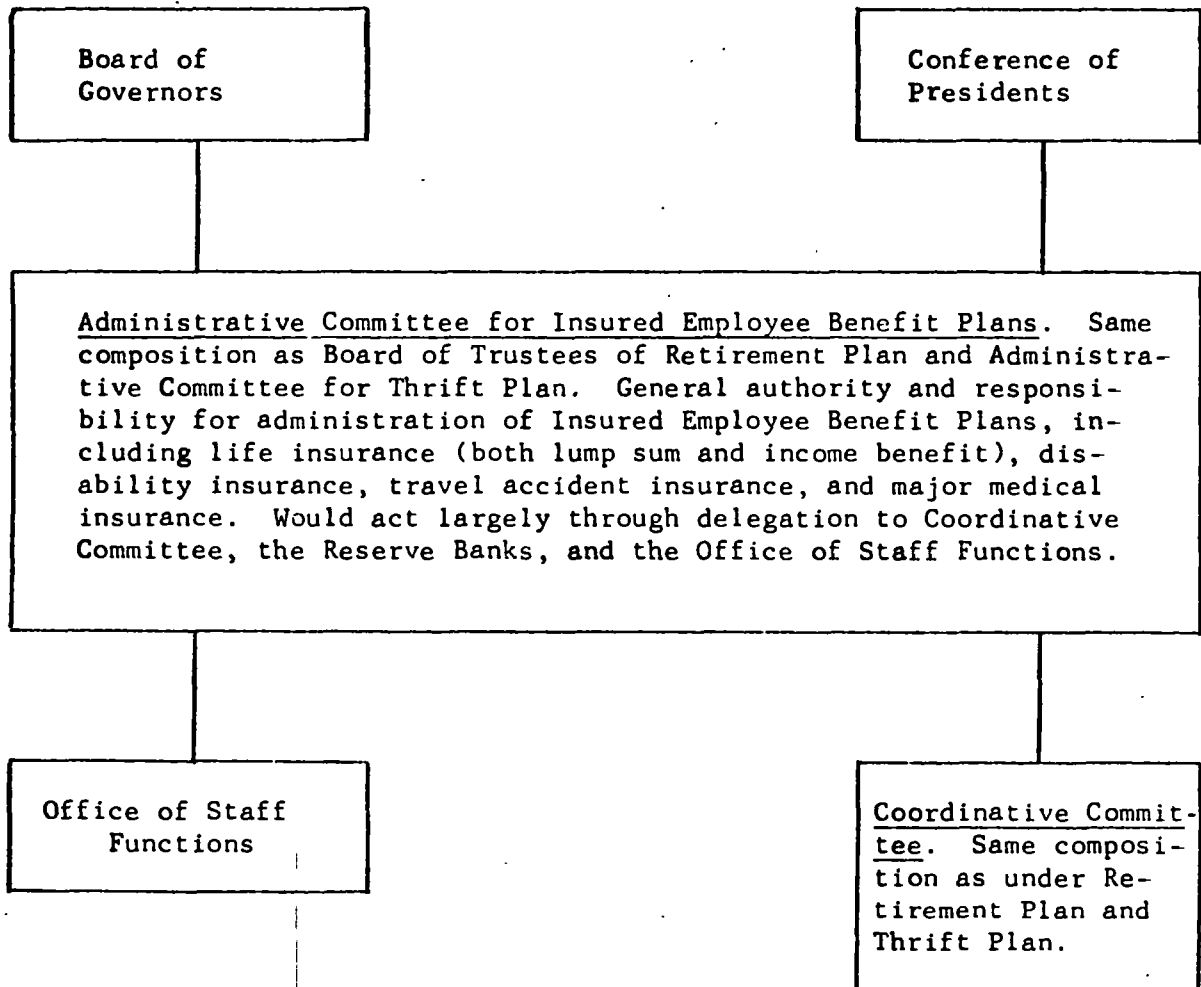 Board of
Governors
Conference of
Presidents
Administrative Committee for Insured Employee Benefit Plans. Same
composition as Board of Trustees of Retirement Plan and Administra-
tive Committee for Thrift Plan. General authority and responsi-
bility for administration of Insured Employee Benefit Plans, in-
cluding life insurance (both lump sum and income benefit), dis-
ability insurance, travel accident insurance, and major medical
insurance. Would act largely through delegation to Coordinative
Committee, the Reserve Banks, and the Office of Staff Functions.
Office of Staff
Functions
Coordinative Commit-
tee. Same composi-
tion as under Re-
tirement Plan and
Thrift Plan.